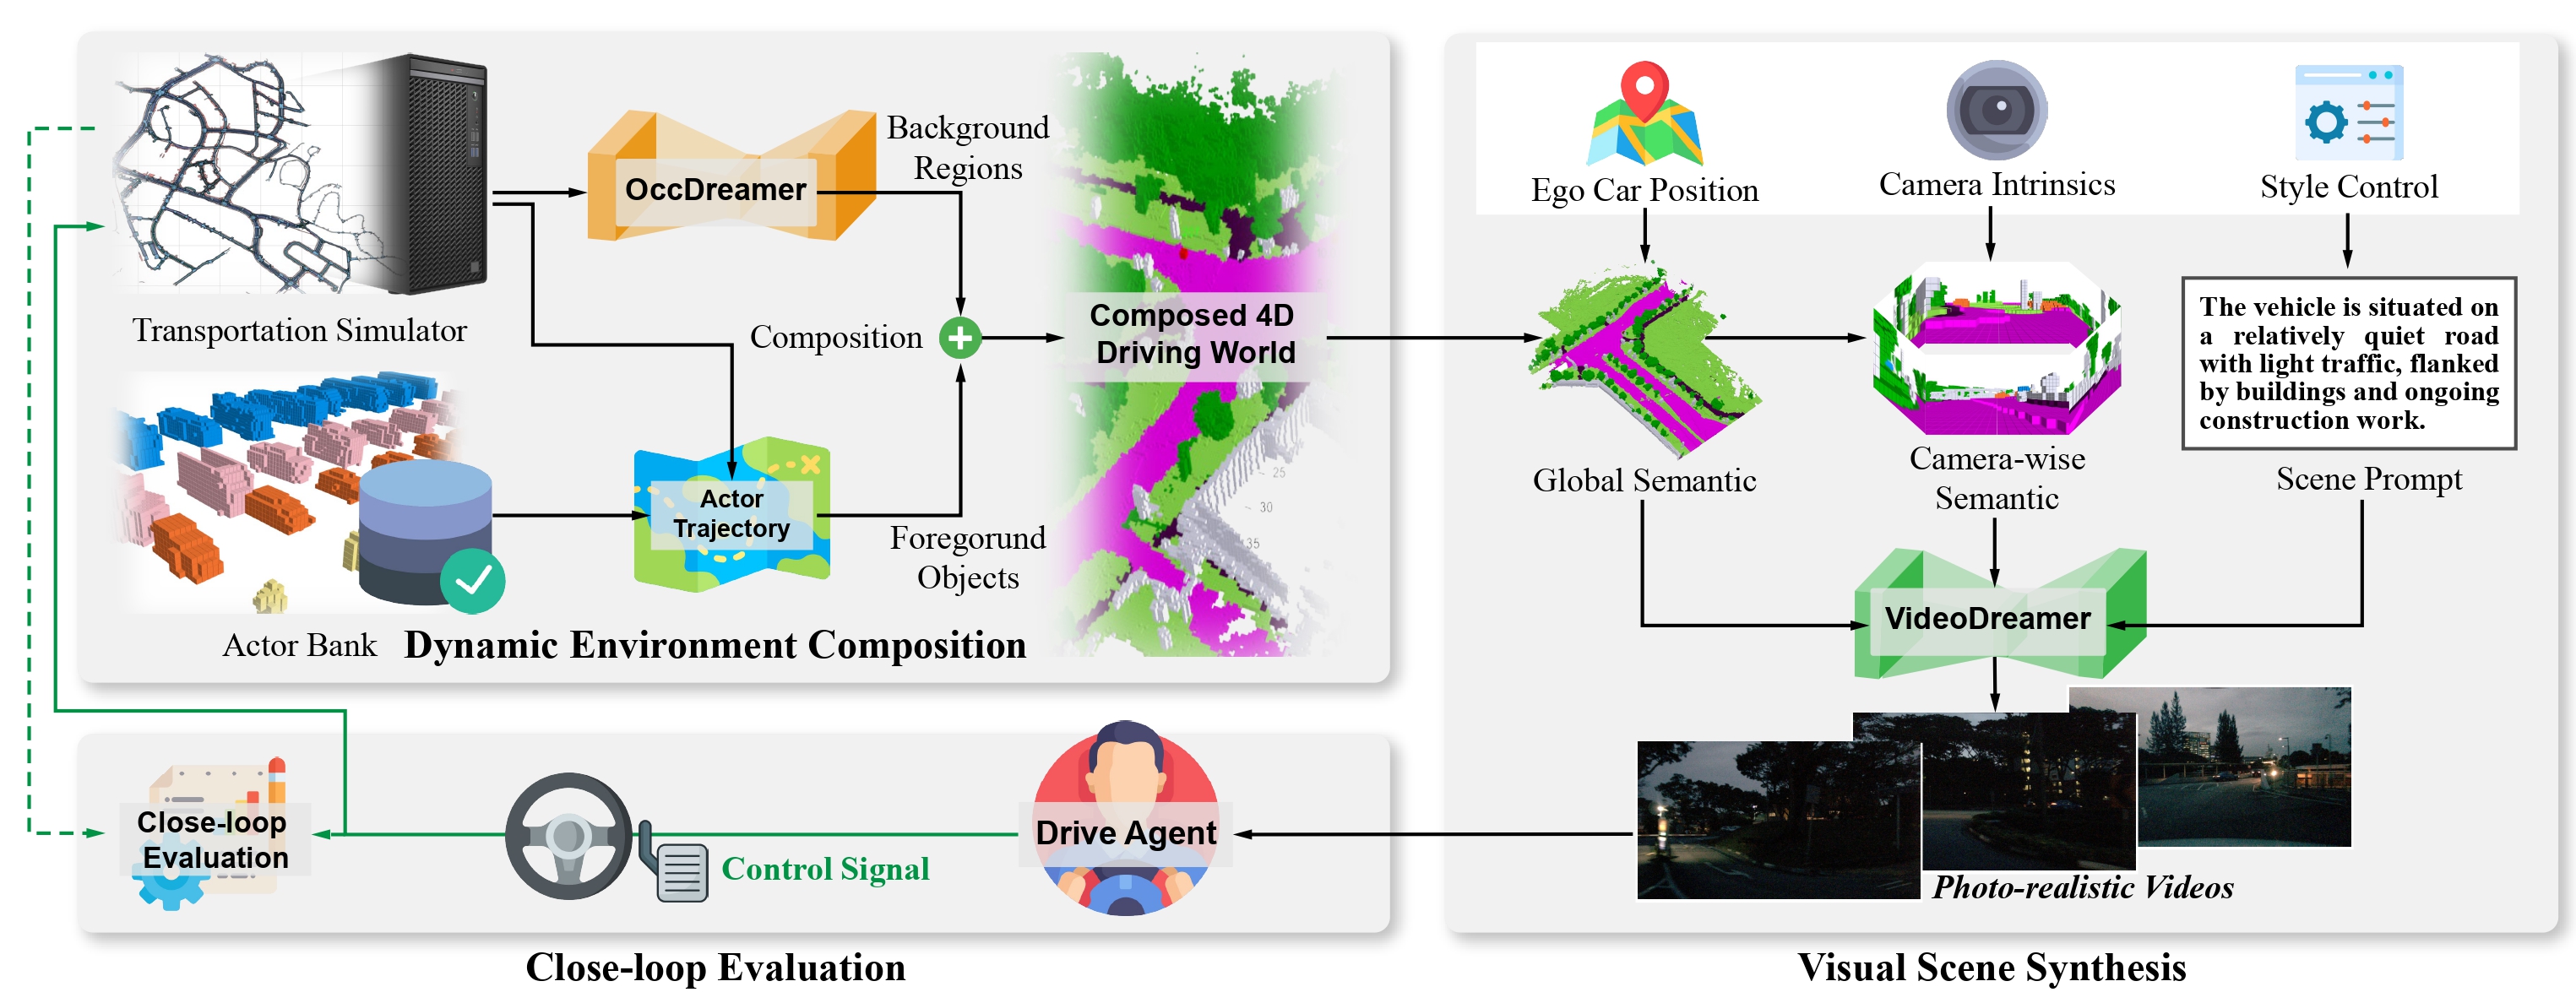 Transportation Simulator
OccDreamer
Background
Regions
Composition
Composed 4D
Driving World
Actor
Trajectory
Foregorund
Objects
25
30
35
Actor Bank
Dynamic Environment Composition
Close-loop
Evaluation
Control Signal
Drive Agent
Close-loop Evaluation
Ego Car Position
Camera Intrinsics
Style Control
Global Semantic
Camera-wise
Semantic
The vehicle is situated on
a relatively quiet road
with light traffic, flanked
by buildings and ongoing
construction work.
Scene Prompt
VideoDreamer
Photo-realistic Videos
Visual Scene Synthesis